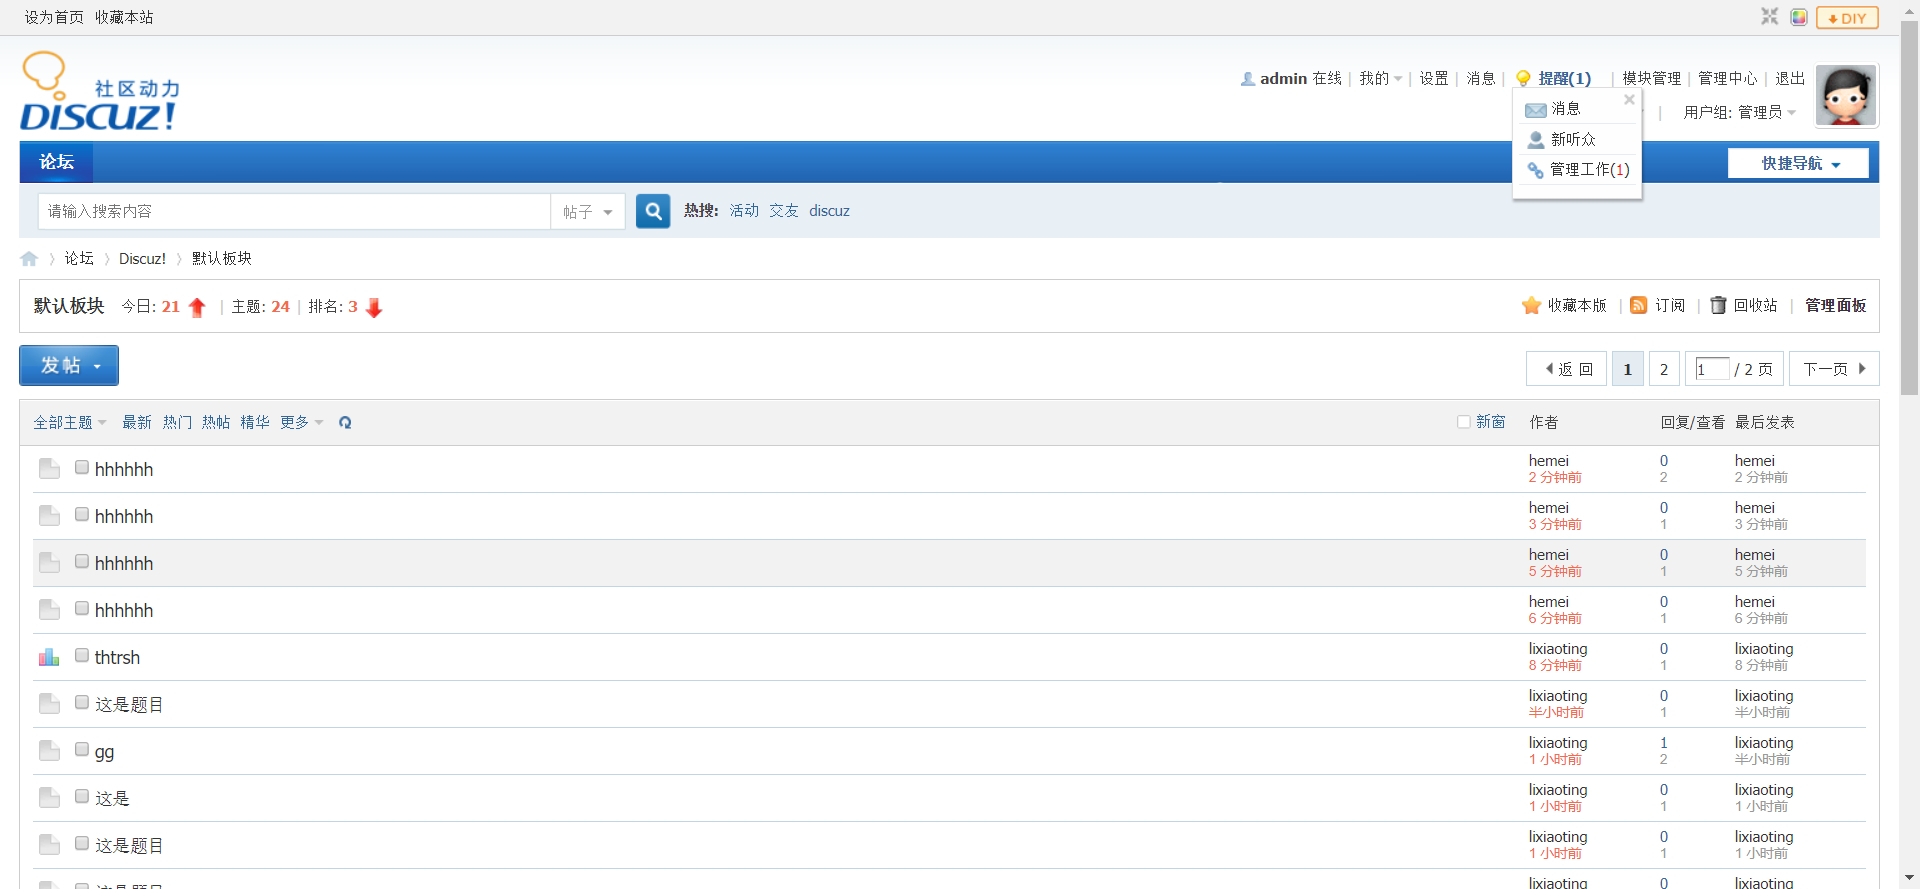 设为首页 收藏本站
DIY
社区动力
DISCUZ!
admin 在线 | 我的 | 设置 | 消息 | 提醒(1) | 模块管理 | 管理中心 | 退出
| 用户组: 管理员
消息
新听众
管理工作(1)
论坛
快捷导航
请输入搜索内容
帖子
热搜: 活动 交友 discuz
论坛 › Discuz! › 默认板块
默认板块 今日: 21 | 主题: 24 | 排名: 3
收藏本版 | 订阅 | 回收站 | 管理面板
发帖
返 回 1 2 1 / 2 页 下一页
全部主题 最新 热门 热帖 精华 更多 新窗 作者 回复/查看 最后发表
hhhhhh hemei 0 hemei
2 分钟前 2 2 分钟前
hhhhhh hemei 0 hemei
3 分钟前 1 3 分钟前
hhhhhh hemei 0 hemei
5 分钟前 1 5 分钟前
hhhhhh hemei 0 hemei
6 分钟前 1 6 分钟前
thtrsh lixiaoting 0 lixiaoting
8 分钟前 1 8 分钟前
这是题目 lixiaoting 0 lixiaoting
半小时前 1 半小时前
gg lixiaoting 1 lixiaoting
1 小时前 2 半小时前
这是 lixiaoting 0 lixiaoting
1 小时前 1 1 小时前
这是题目 lixiaoting 0 lixiaoting
1 小时前 1 1 小时前
这是题目 lixiaoting 0 lixiaoting